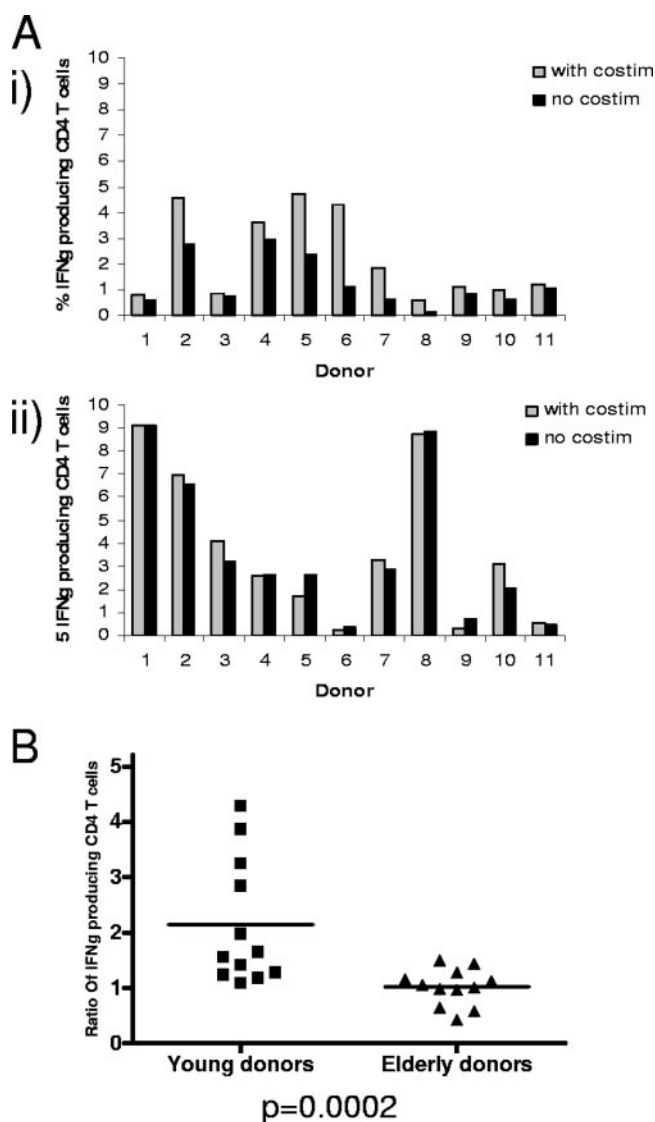 A
i)
% IFNg producing CD4 T cells
10
9
8
7
6
5
4
3
2
1
0
with costim
no costim
1 2 3 4 5 6 7 8 9 10 11
Donor
ii)
5 IFNg producing CD4 T cells
10
9
8
7
6
5
4
3
2
1
0
with costim
no costim
1 2 3 4 5 6 7 8 9 10 11
Donor
B
Ratio Of IFNg producing CD4 T cells
5
4
3
2
1
0
Young donors Elderly donors
p=0.0002